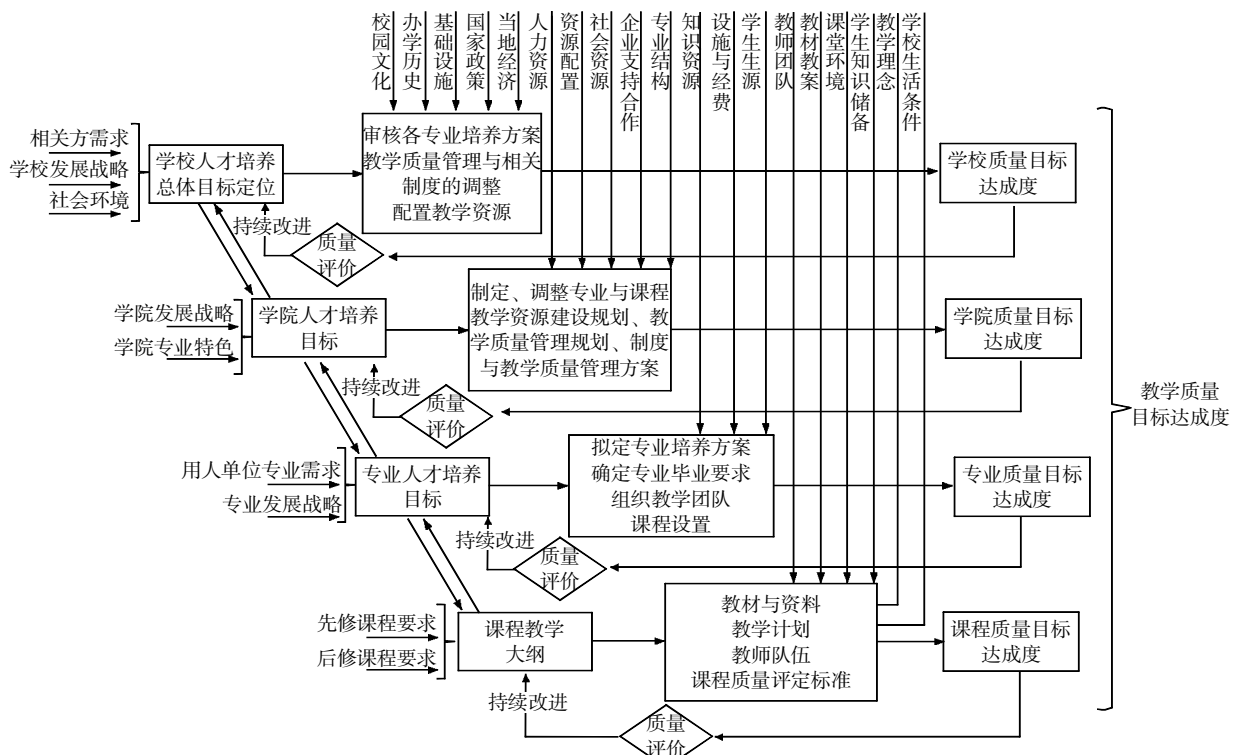 校园文化
办学历史
基础设施
国家政策
当地经济
人力资源
资源配置
社会资源
企业支持合作
专业结构
知识资源
设施与经费
学生生源
教师团队
教材教案
课堂环境
学生知识储备
教学理念
学校生活条件
相关方需求
学校发展战略
社会环境
学校人才培养
总体目标定位
审核各专业培养方案
教学质量管理与相关
制度的调整
配置教学资源
学校质量目标
达成度
持续改进
质量
评价
学院发展战略
学院专业特色
学院人才培养
目标
制定、调整专业与课程
教学资源建设规划、教
学质量管理规划、制度
与教学质量管理方案
学院质量目标
达成度
持续改进
质量
评价
教学质量
目标达成度
用人单位专业需求
专业发展战略
专业人才培养
目标
拟定专业培养方案
确定专业毕业要求
组织教学团队
课程设置
专业质量目标
达成度
持续改进
质量
评价
先修课程要求
后修课程要求
课程教学
大纲
教材与资料
教学计划
教师队伍
课程质量评定标准
课程质量目标
达成度
持续改进
质量
评价